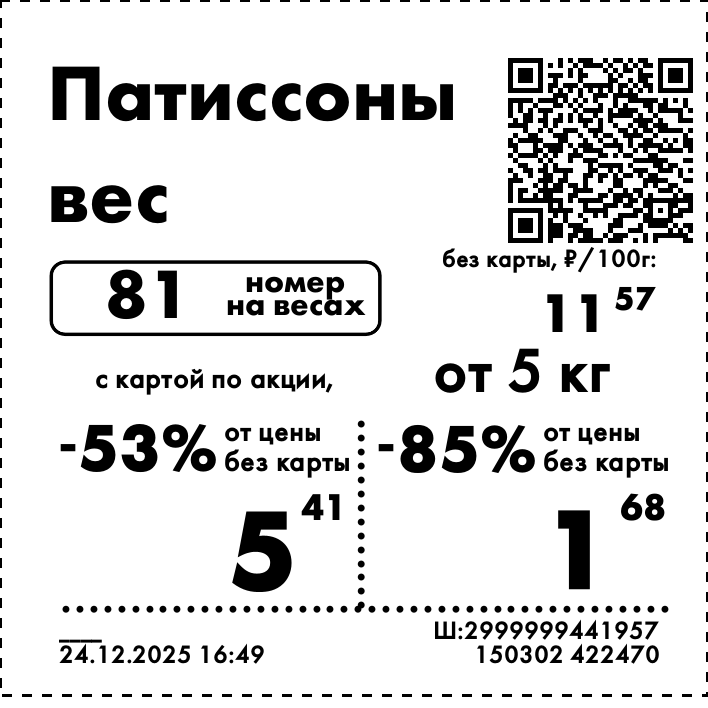 Патиссоны
вес
81 номер на весах
без карты, ₽/100г:
11 57
с картой по акции,
от 5 кг
-53% от цены без карты
-85% от цены без карты
5 41
1 68
____
24.12.2025 16:49
Ш:2999999441957
150302 422470